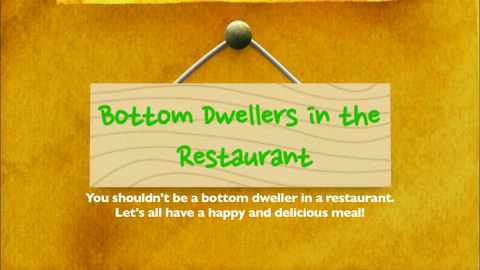 Bottom Dwellers in the
Restaurant
You shouldn't be a bottom dweller in a restaurant.
Let's all have a happy and delicious meal!